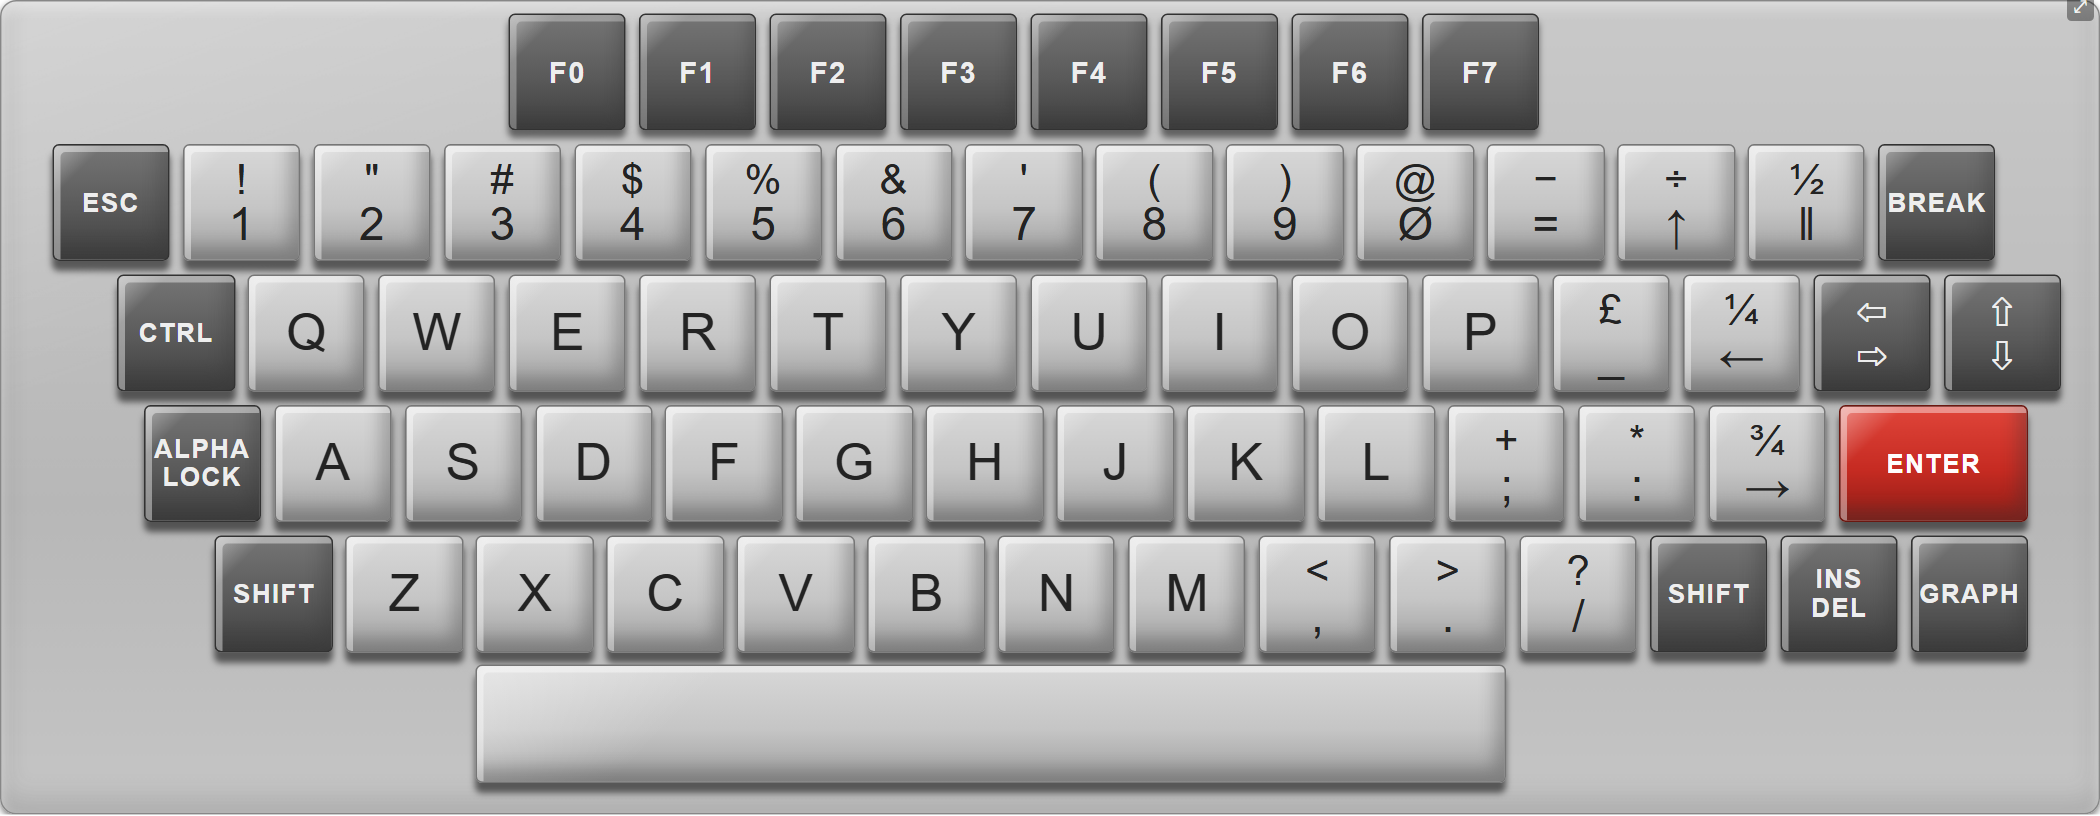 F0 F1 F2 F3 F4 F5 F6 F7
! " # $ % & ' ( ) @ − ÷ ½
ESC 1 2 3 4 5 6 7 8 9 Ø = ↑ ‖ BREAK
£ ¼ ⇦ ⇧
CTRL Q W E R T Y U I O P _ ← ⇨ ⇩
ALPHA + * ¾
LOCK A S D F G H J K L ; : → ENTER
< > ? INS
SHIFT Z X C V B N M , . / SHIFT DEL GRAPH